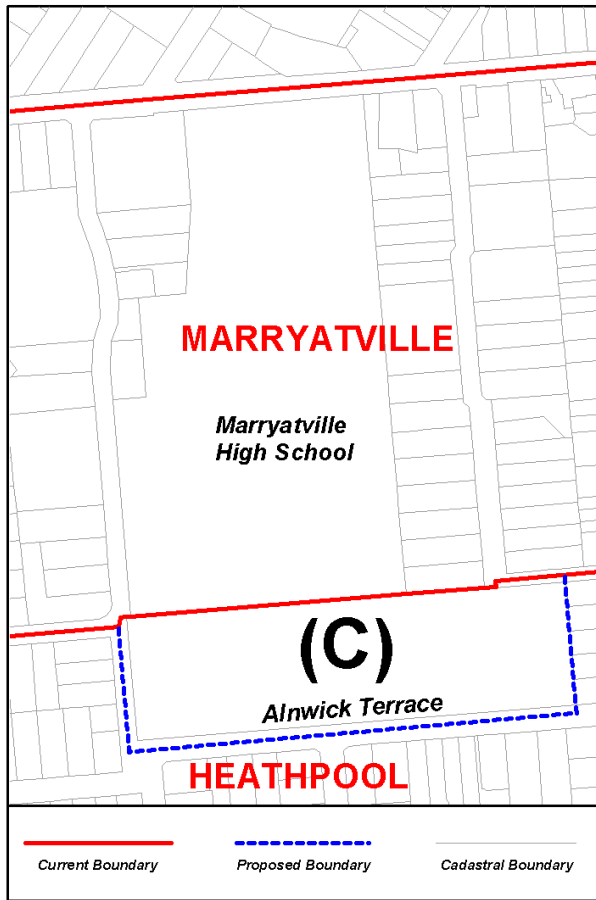 MARRYATVILLE
Marryatville
High School
(C)
Alnwick Terrace
HEATHPOOL
Current Boundary
Proposed Boundary
Cadastral Boundary